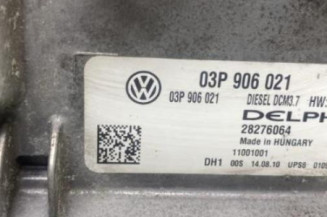 03P 906 021
03P 906 021 DIESEL DCM3.7 HW
DELPH
28276064
Made in HUNGARY
11001001
DH1 005 14.08.10 UPS8 010